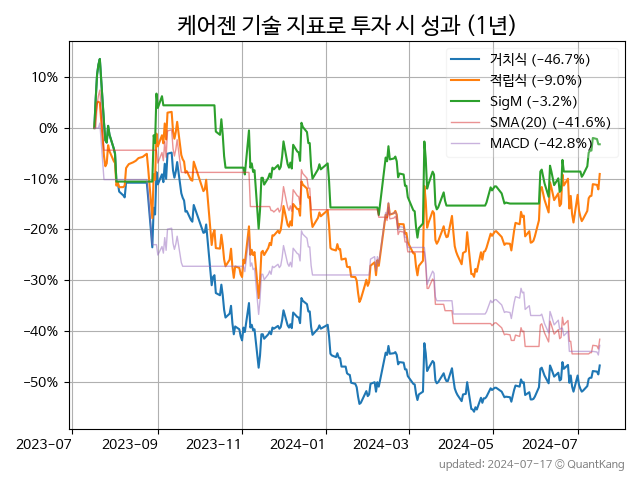 케어젠 기술 지표로 투자 시 성과 (1년)
거치식 (−46.7%)
적립식 (−9.0%)
SigM (−3.2%)
SMA(20) (−41.6%)
MACD (−42.8%)
10%
0%
−10%
−20%
−30%
−40%
−50%
2023-07 2023-09 2023-11 2024-01 2024-03 2024-05 2024-07
updated: 2024-07-17 © QuantKang